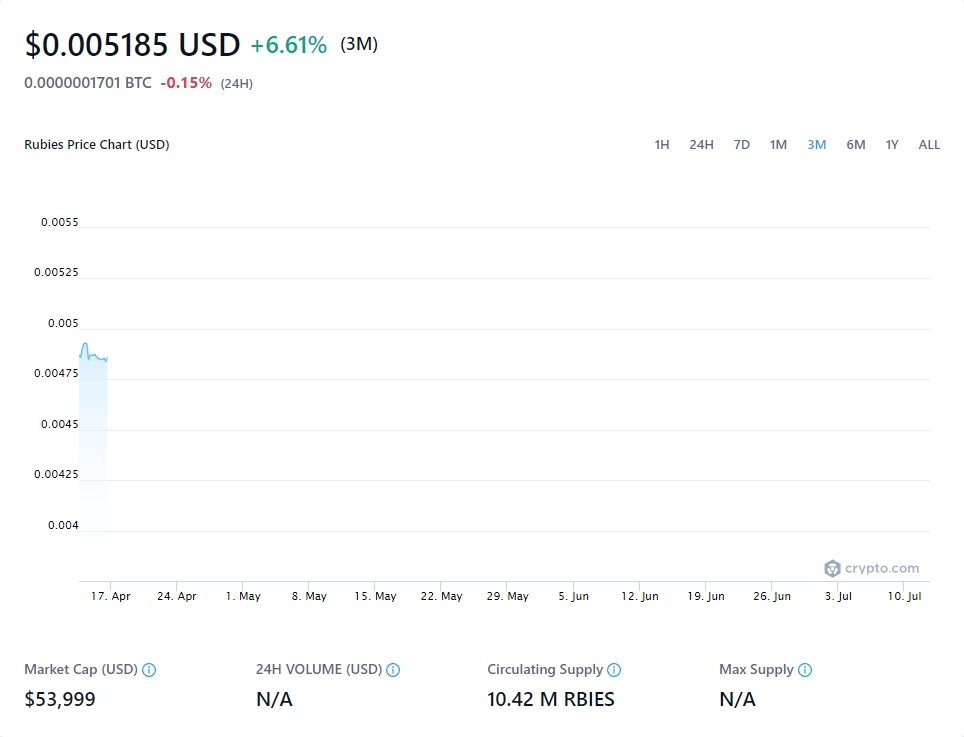 $0.005185 USD +6.61% (3M)
0.0000001701 BTC -0.15% (24H)
Rubies Price Chart (USD) 1H 24H 7D 1M 3M 6M 1Y ALL
0.0055
0.00525
0.005
0.00475
0.0045
0.00425
0.004
crypto.com
17. Apr 24. Apr 1. May 8. May 15. May 22. May 29. May 5. Jun 12. Jun 19. Jun 26. Jun 3. Jul 10. Jul
Market Cap (USD) 24H VOLUME (USD) Circulating Supply Max Supply
$53,999 N/A 10.42 M RBIES N/A